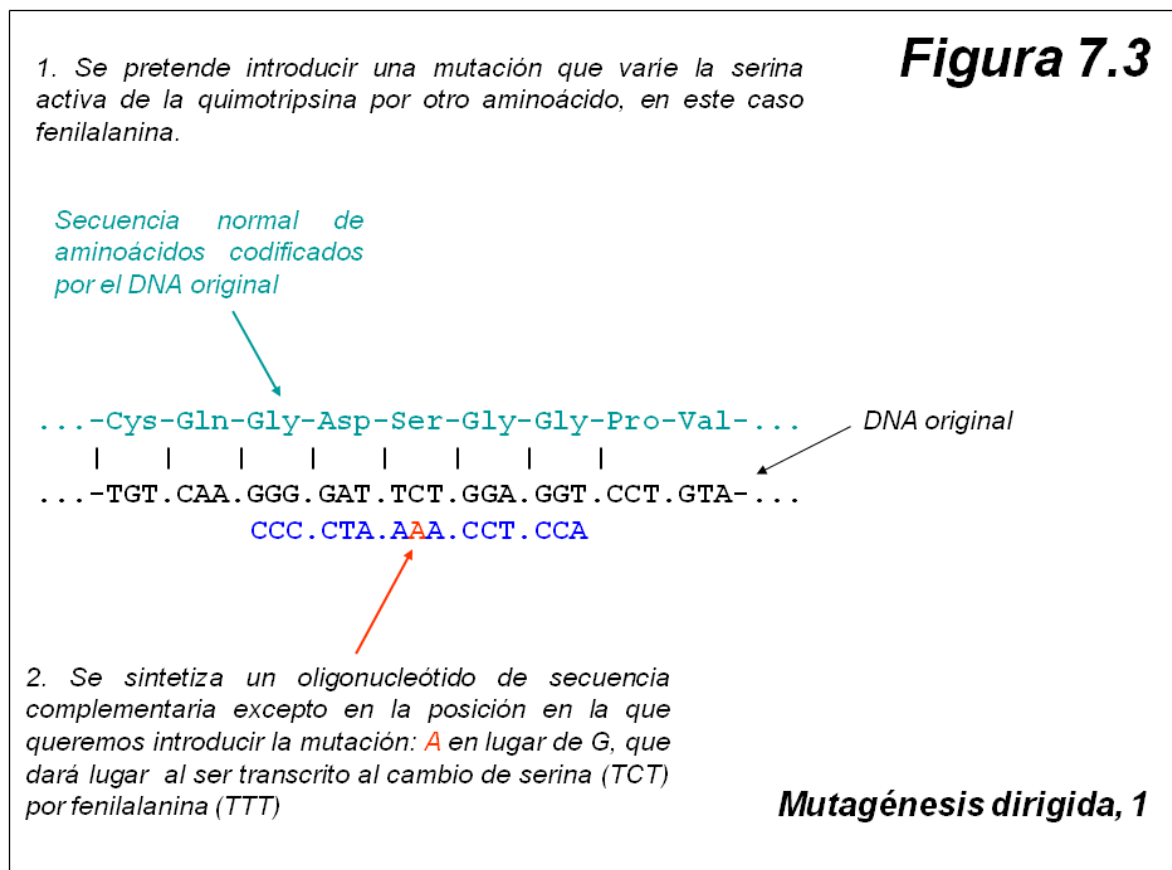 Figura 7.3
1. Se pretende introducir una mutación que varíe la serina
activa de la quimotripsina por otro aminoácido, en este caso
fenilalanina.
Secuencia normal de
aminoácidos codificados
por el DNA original
...-Cys-Gln-Gly-Asp-Ser-Gly-Gly-Pro-Val-...
DNA original
...-TGT.CAA.GGG.GAT.TCT.GGA.GGT.CCT.GTA-...
CCC.CTA.AAA.CCT.CCA
2. Se sintetiza un oligonucleótido de secuencia
complementaria excepto en la posición en la que
queremos introducir la mutación: A en lugar de G, que
dará lugar al ser transcrito al cambio de serina (TCT)
por fenilalanina (TTT)
Mutagénesis dirigida, 1